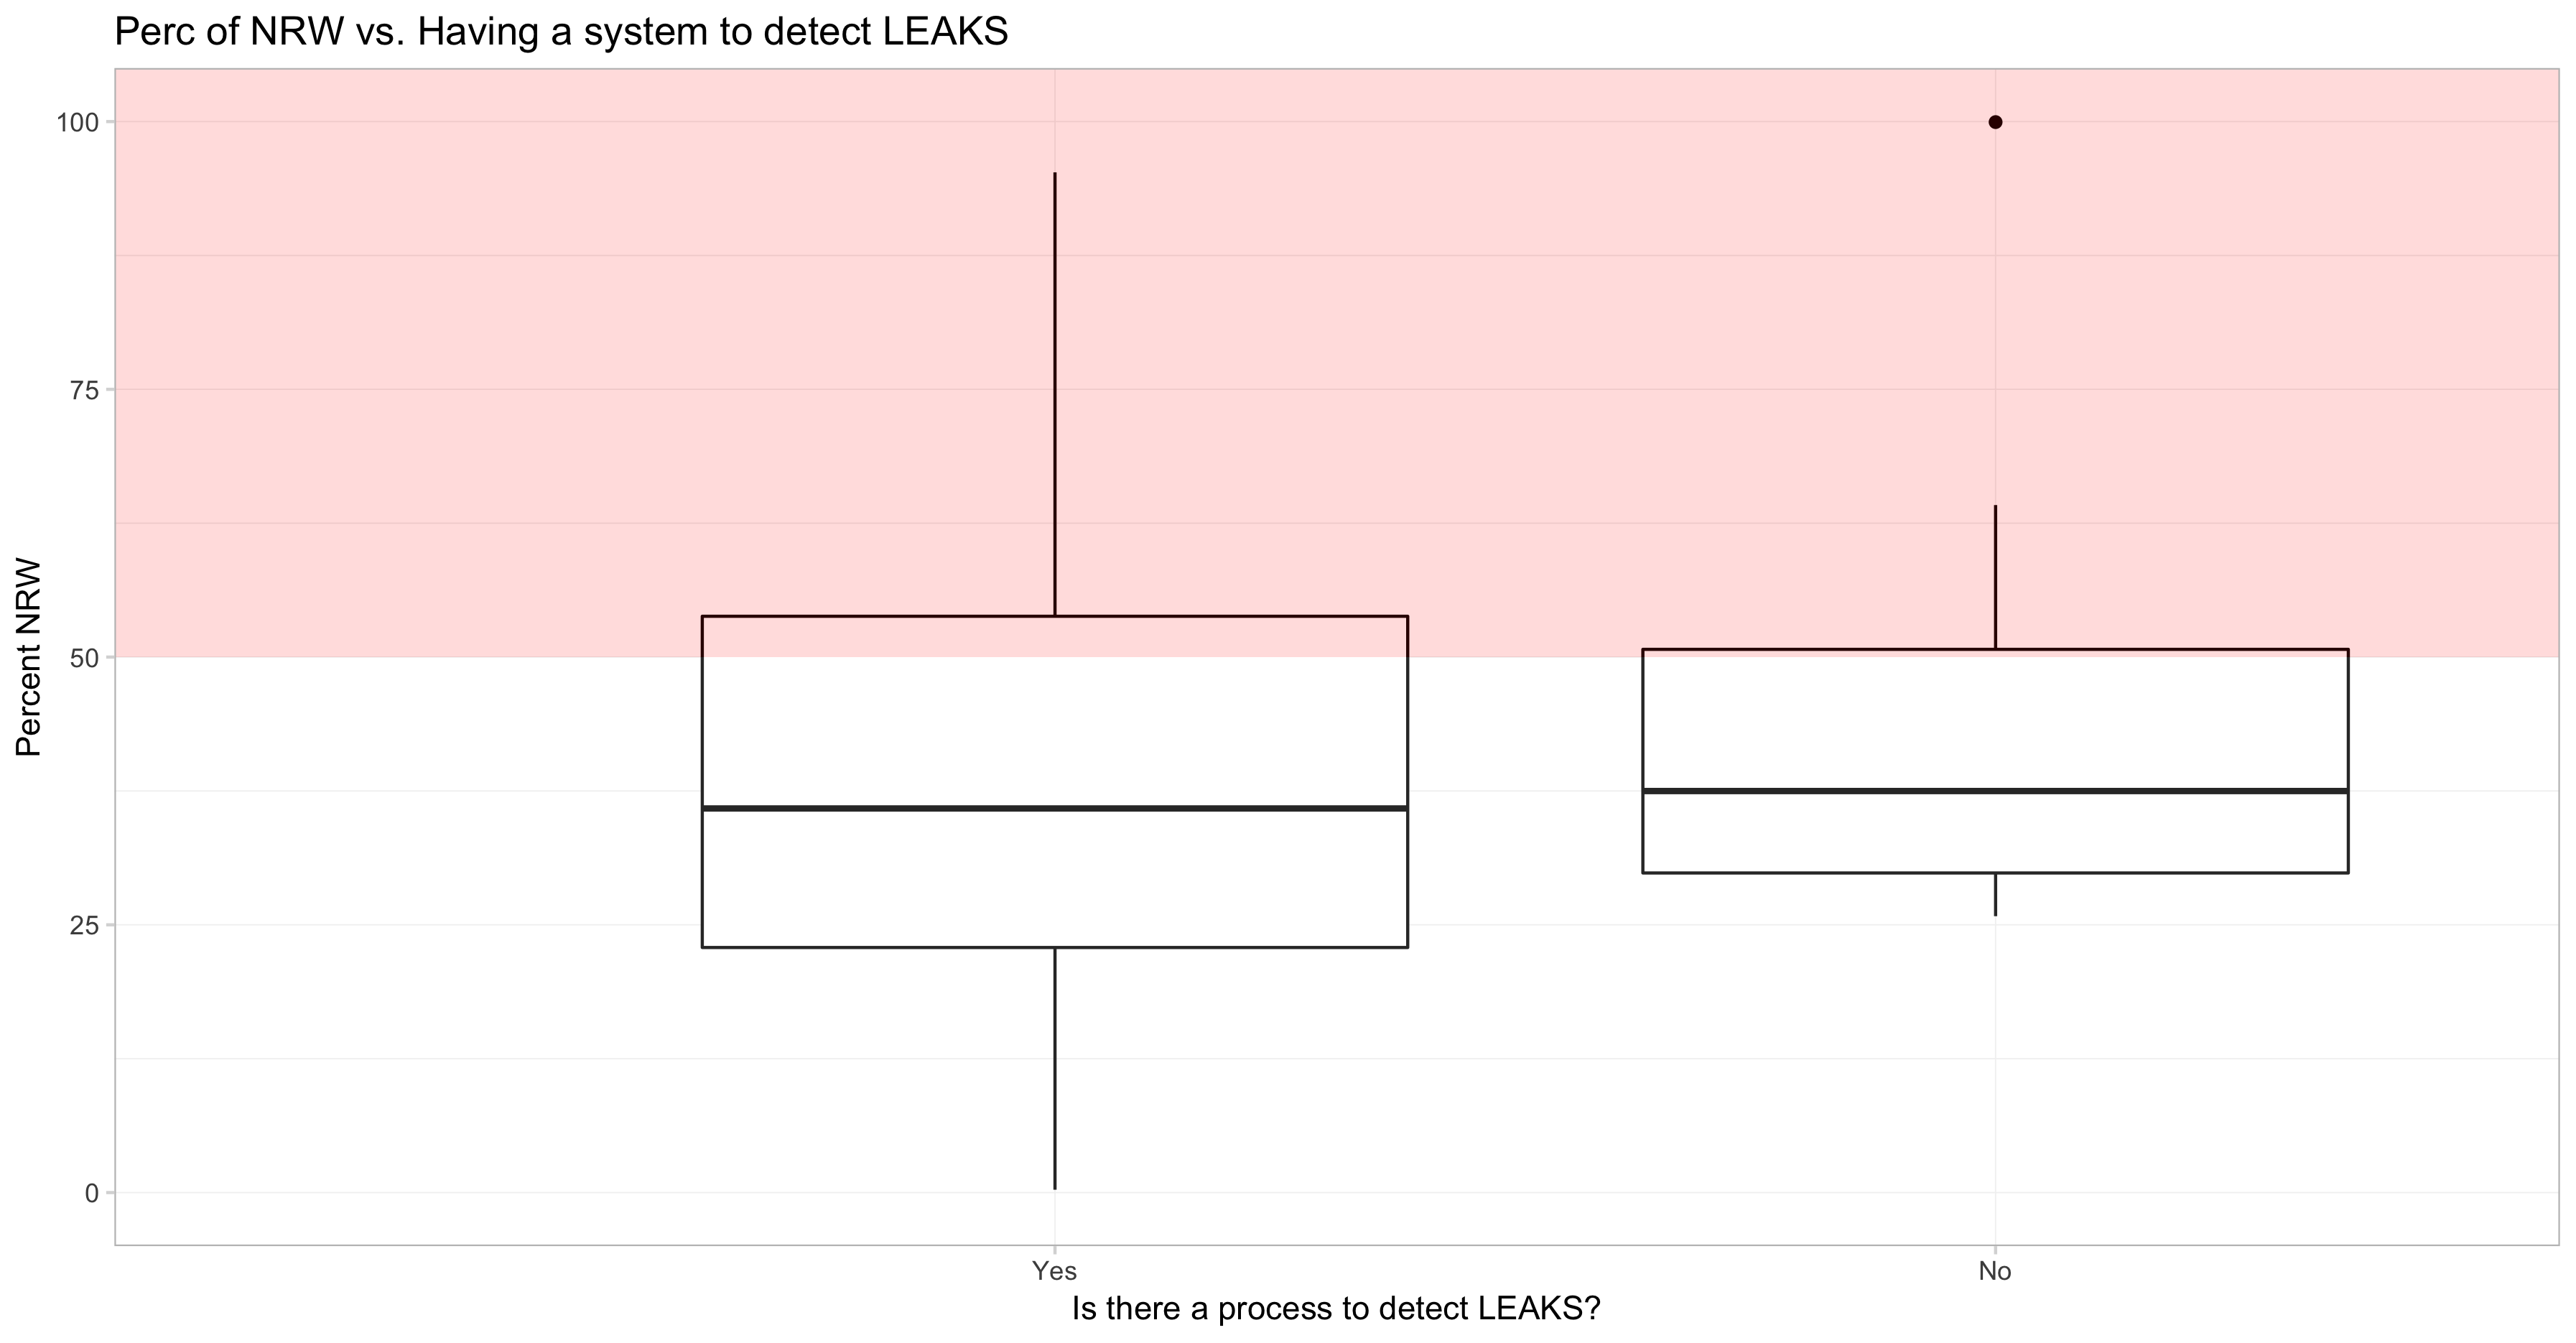 Perc of NRW vs. Having a system to detect LEAKS
100
75
50
25
0
Percent NRW
Yes
No
Is there a process to detect LEAKS?